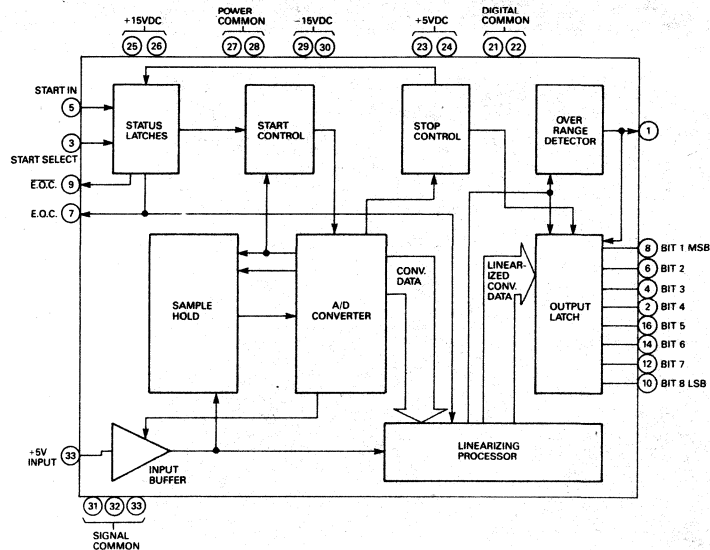 +15VDC
POWER
COMMON
-15VDC
+5VDC
DIGITAL
COMMON
25 26
27 28
29 30
23 24
21 22
START IN
5
3
START SELECT
E.O.C. 9
E.O.C. 7
STATUS
LATCHES
START
CONTROL
STOP
CONTROL
OVER
RANGE
DETECTOR
1
SAMPLE
HOLD
A/D
CONVERTER
CONV.
DATA
LINEAR-
IZED
CONV.
DATA
OUTPUT
LATCH
8 BIT 1 MSB
6 BIT 2
4 BIT 3
2 BIT 4
16 BIT 5
14 BIT 6
12 BIT 7
10 BIT 8 LSB
+5V
INPUT
33
INPUT
BUFFER
LINEARIZING
PROCESSOR
31 32 33
SIGNAL
COMMON